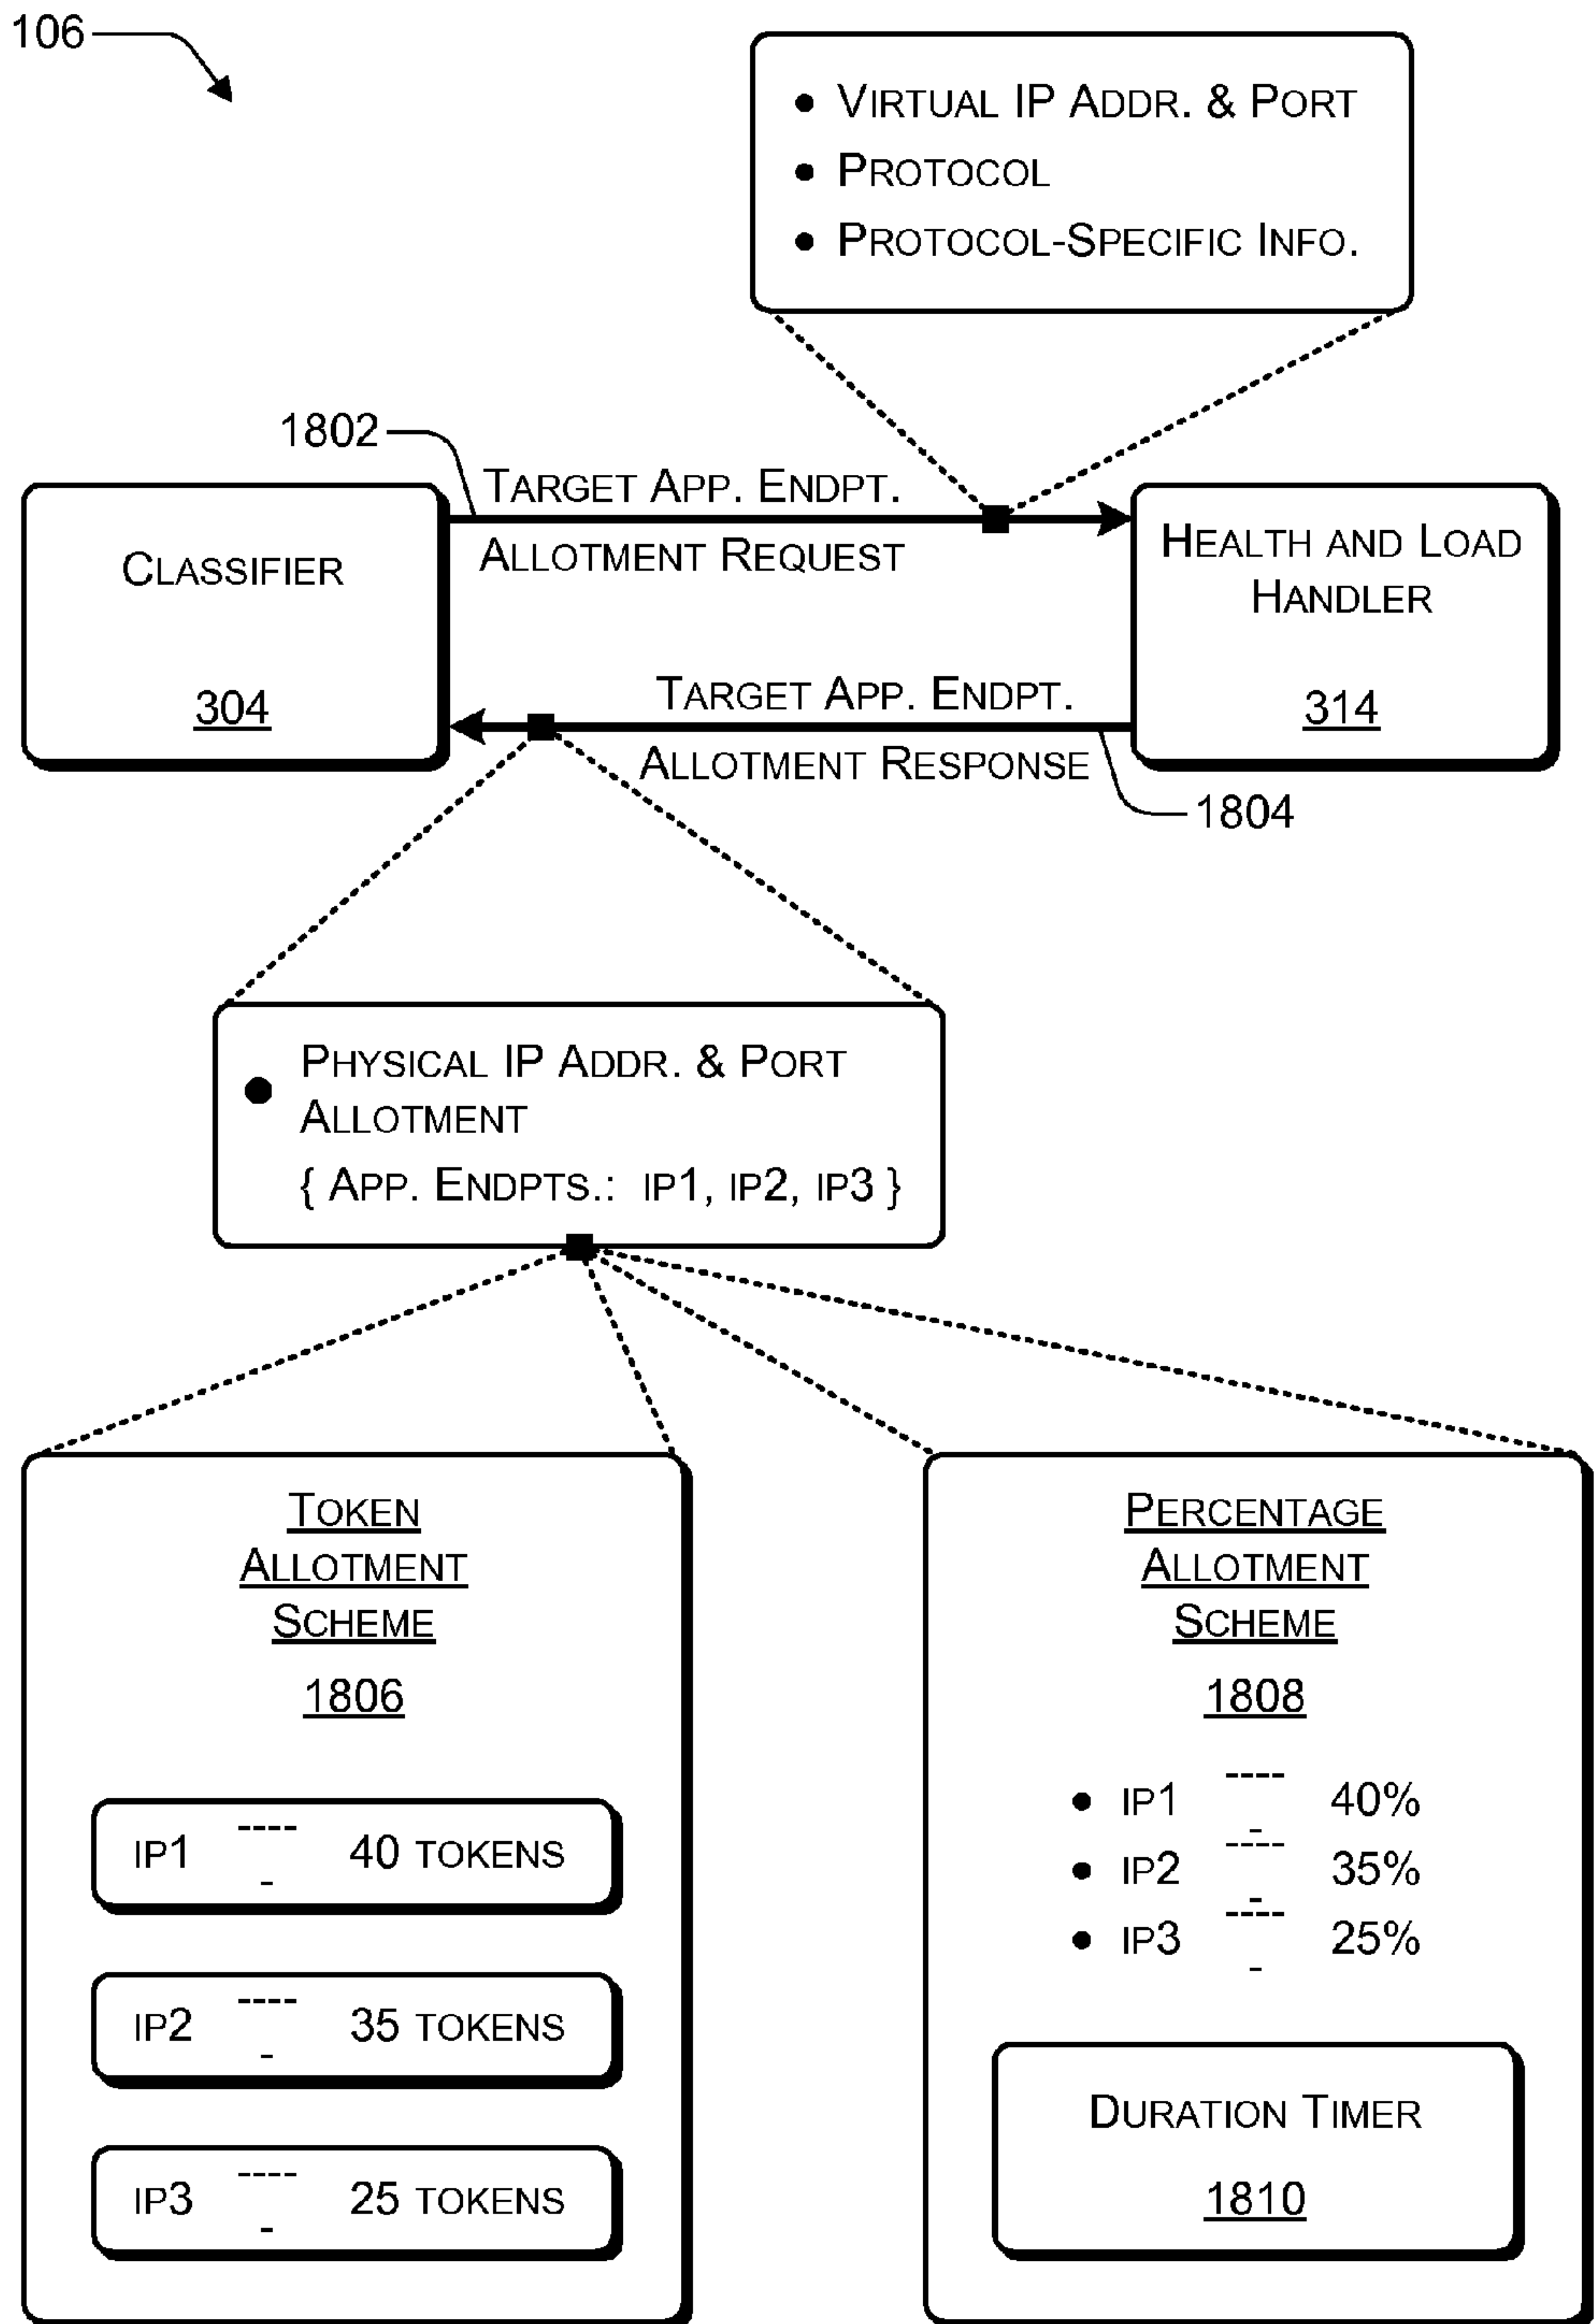 106
• VIRTUAL IP ADDR. & PORT
• PROTOCOL
• PROTOCOL-SPECIFIC INFO.
1802
TARGET APP. ENDPT.
ALLOTMENT REQUEST
CLASSIFIER
304
HEALTH AND LOAD
HANDLER
314
TARGET APP. ENDPT.
ALLOTMENT RESPONSE
1804
• PHYSICAL IP ADDR. & PORT
ALLOTMENT
{ APP. ENDPTS.: IP1, IP2, IP3 }
TOKEN
ALLOTMENT
SCHEME
1806
IP1 ----- 40 TOKENS
IP2 ----- 35 TOKENS
IP3 ----- 25 TOKENS
PERCENTAGE
ALLOTMENT
SCHEME
1808
• IP1 ----- 40%
• IP2 ----- 35%
• IP3 ----- 25%
DURATION TIMER
1810